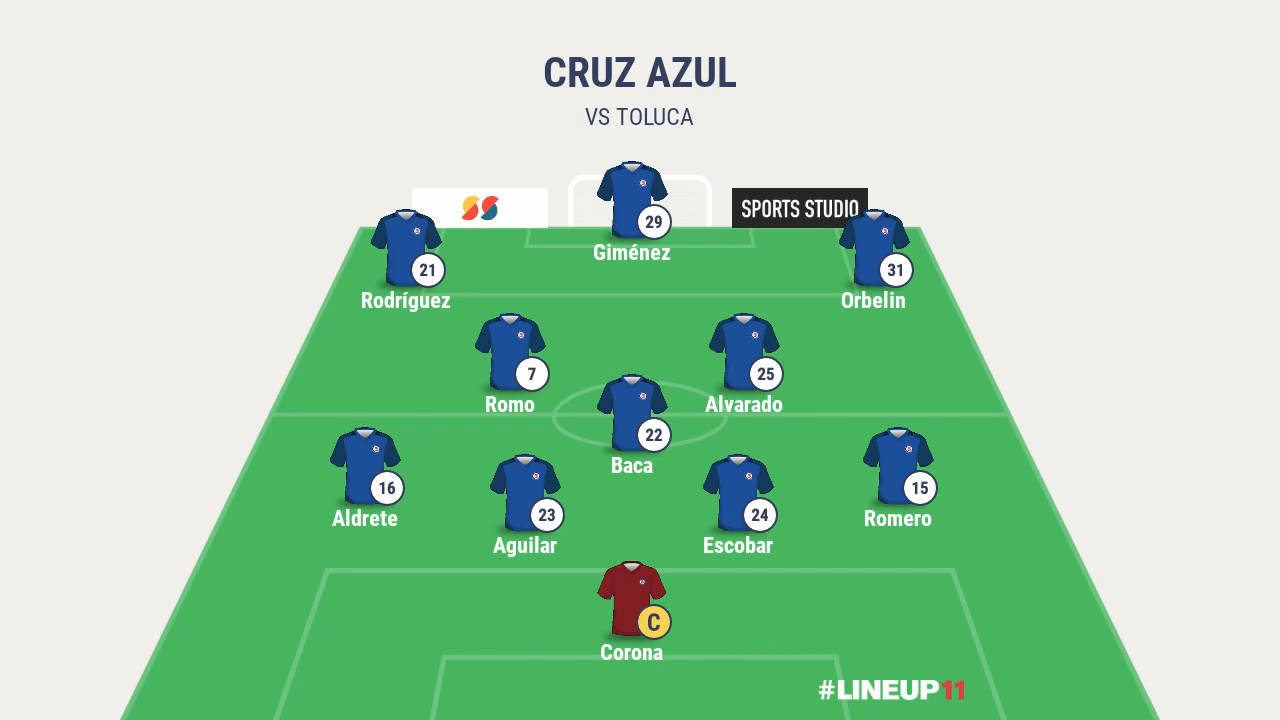 CRUZ AZUL
VS TOLUCA
SPORTS STUDIO
29
Giménez
21
Rodríguez
31
Orbelin
7
Romo
25
Alvarado
22
Baca
16
Aldrete
15
Romero
23
Aguilar
24
Escobar
C
Corona
#LINEUP11